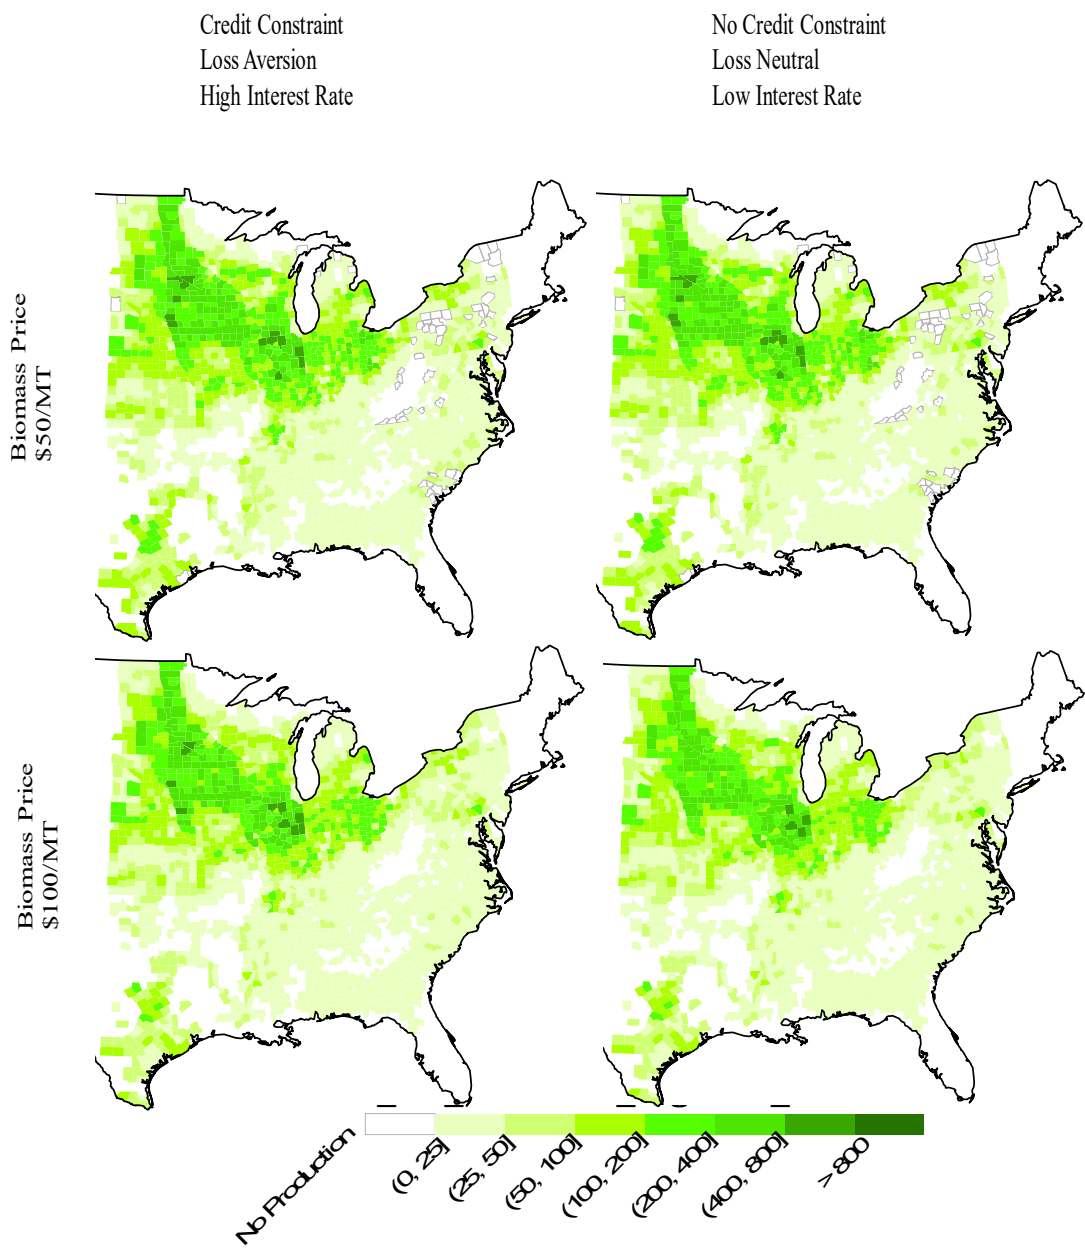 Credit Constraint
Loss Aversion
High Interest Rate
No Credit Constraint
Loss Neutral
Low Interest Rate
Biomass Price
$50/MT
Biomass Price
$100/MT
No Production
(0, 25]
(25, 50]
(50, 100]
(100, 200]
(200, 400]
(400, 800]
> 800